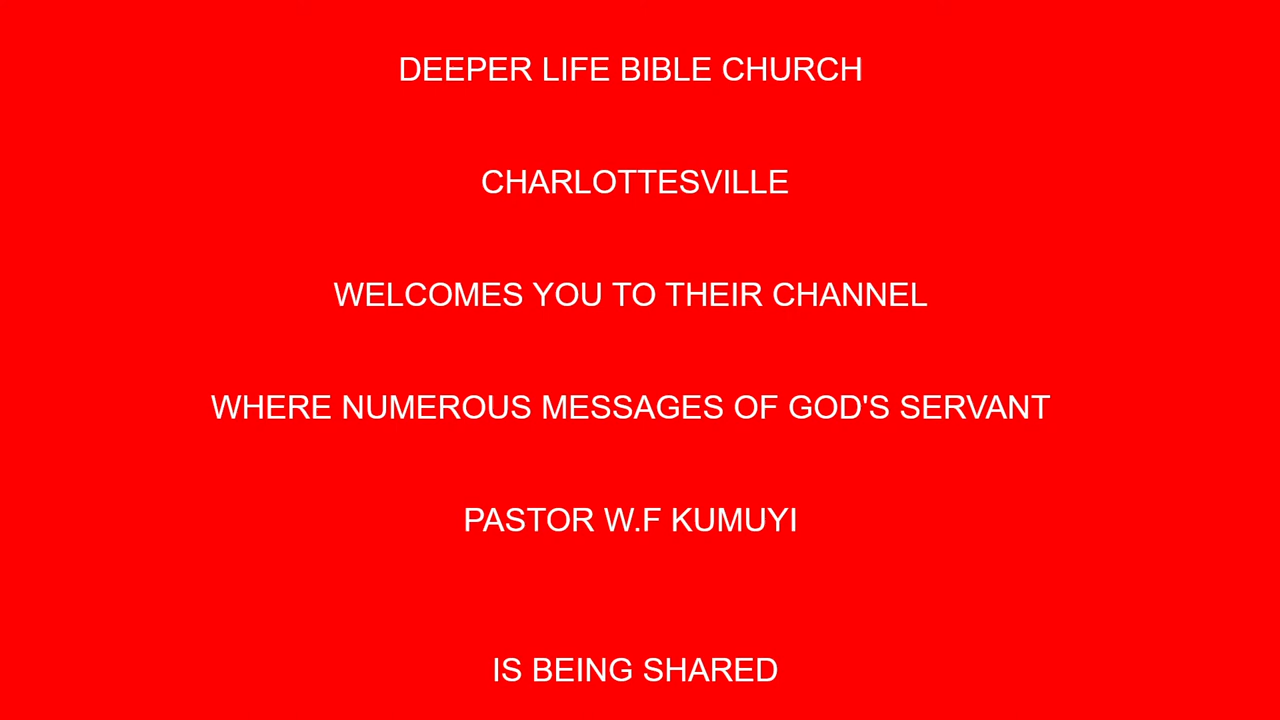 DEEPER LIFE BIBLE CHURCH
CHARLOTTESVILLE
WELCOMES YOU TO THEIR CHANNEL
WHERE NUMEROUS MESSAGES OF GOD'S SERVANT
PASTOR W.F KUMUYI
IS BEING SHARED